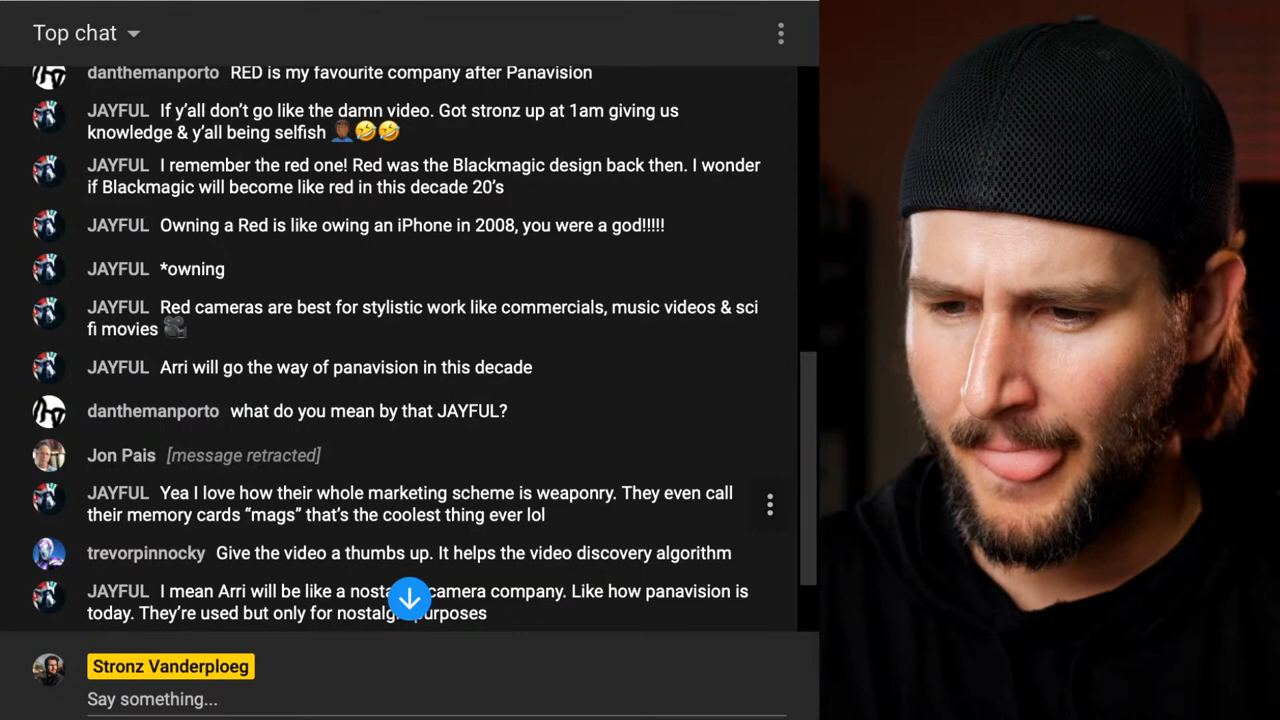 Top chat
danthemanporto RED is my favourite company after Panavision
JAYFUL If y'all don't go like the damn video. Got stronz up at 1am giving us
knowledge & y'all being selfish 🤦🏾‍♂️🤣🤣
JAYFUL I remember the red one! Red was the Blackmagic design back then. I wonder
if Blackmagic will become like red in this decade 20's
JAYFUL Owning a Red is like owing an iPhone in 2008, you were a god!!!!!
JAYFUL *owning
JAYFUL Red cameras are best for stylistic work like commercials, music videos & sci
fi movies 🎥
JAYFUL Arri will go the way of panavision in this decade
danthemanporto what do you mean by that JAYFUL?
Jon Pais [message retracted]
JAYFUL Yea I love how their whole marketing scheme is weaponry. They even call
their memory cards “mags” that's the coolest thing ever lol
trevorpinnocky Give the video a thumbs up. It helps the video discovery algorithm
JAYFUL I mean Arri will be like a camera company. Like how panavision is
today. They're used but only for
Stronz Vanderploeg
Say something...